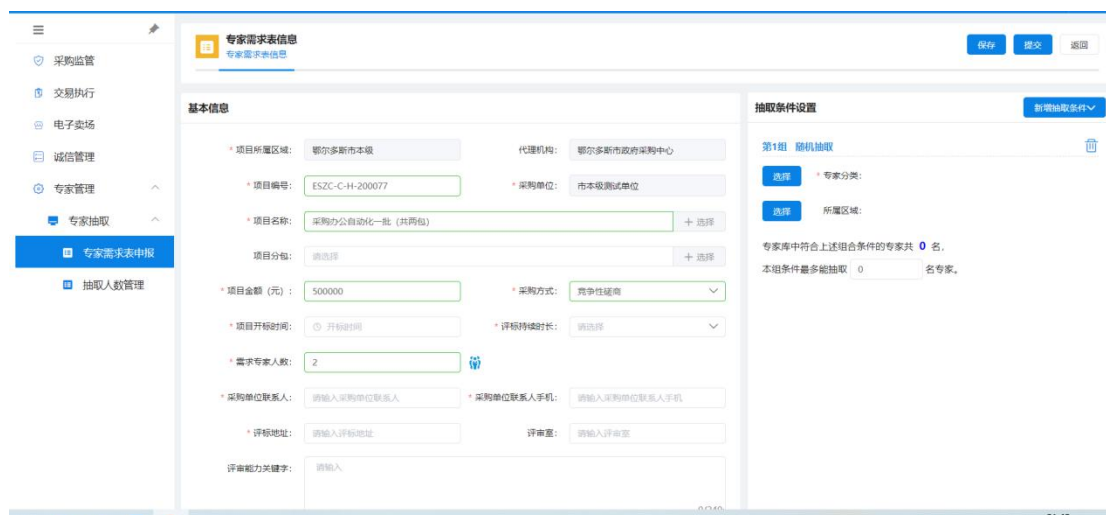 采购监管
交易执行
电子卖场
诚信管理
专家管理
专家抽取
专家需求表申报
抽取人数管理
专家需求表信息
专家需求表信息
保存 提交 返回
基本信息
* 项目所属区域: 鄂尔多斯市本级 代理机构: 鄂尔多斯市政府采购中心
* 项目编号: ESZC-C-H-200077 * 采购单位: 市本级测试单位
* 项目名称: 采购办公自动化一批 (共两包) + 选择
项目分包: 请选择 + 选择
* 项目金额 (元) : 500000 * 采购方式: 竞争性磋商
* 项目开标时间: 开标时间 * 评标持续时长: 请选择
* 需求专家人数: 2
* 采购单位联系人: 请输入采购单位联系人 * 采购单位联系人手机: 请输入采购单位联系人手机
* 评标地址: 请输入评标地址 评审室: 请输入评审室
评审能力关键字: 请输入
抽取条件设置 新增抽取条件
第1组 随机抽取
选择 * 专家分类:
选择 所属区域:
专家库中符合上述组合条件的专家共 0 名,
本组条件最多能抽取 0 名专家。